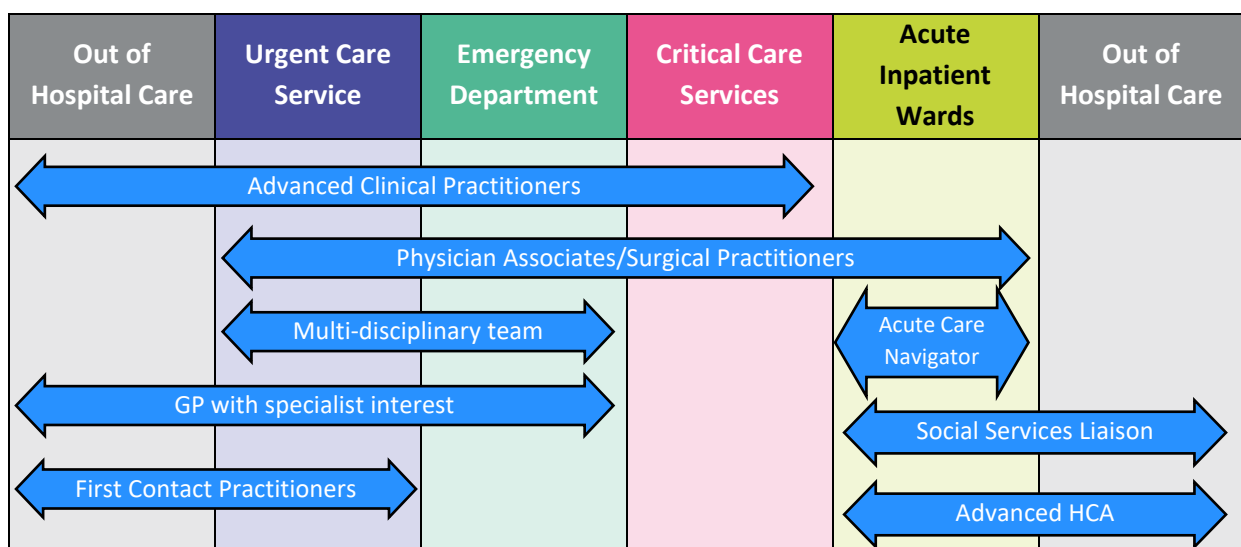 Out of
Hospital Care
Urgent Care
Service
Emergency
Department
Critical Care
Services
Acute
Inpatient
Wards
Out of
Hospital Care
Advanced Clinical Practitioners
Physician Associates/Surgical Practitioners
Multi-disciplinary team
Acute Care
Navigator
GP with specialist interest
Social Services Liaison
First Contact Practitioners
Advanced HCA